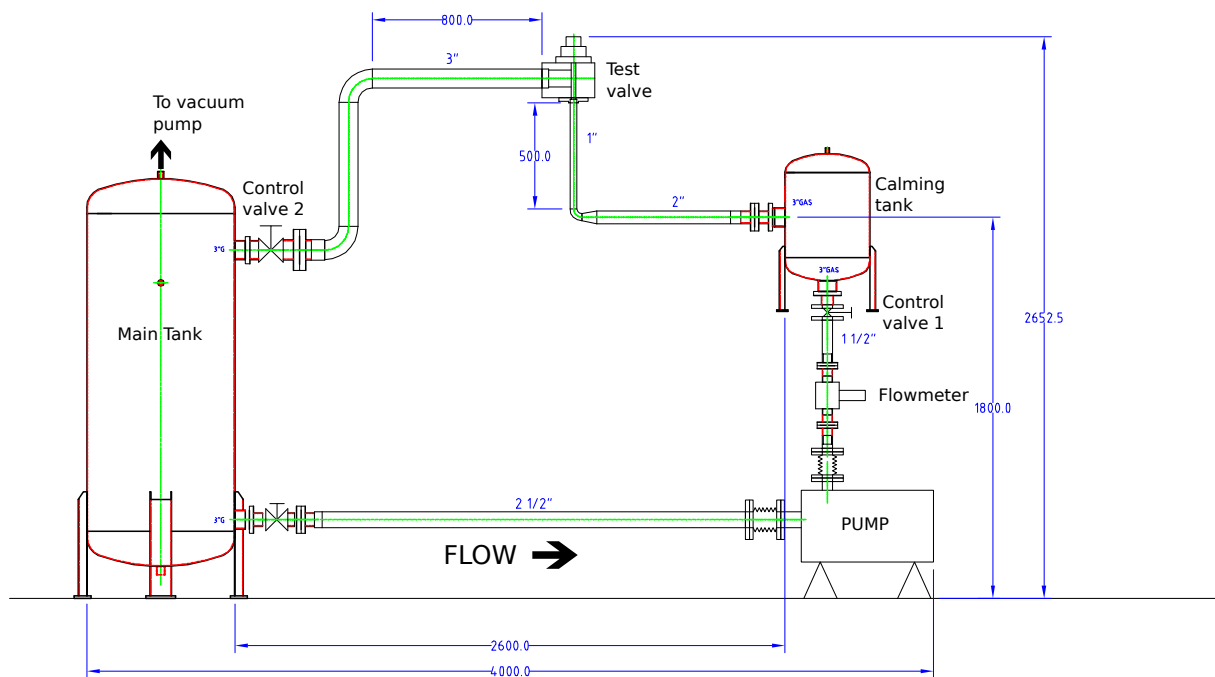 800.0
3"
Test
valve
To vacuum
pump
1"
500.0
Control
valve 2
2"
3"GAS
Calming
tank
3"G
3"GAS
Control
valve 1
2652.5
Main Tank
1 1/2"
Flowmeter
1800.0
2 1/2"
3"G
PUMP
FLOW
2600.0
4000.0